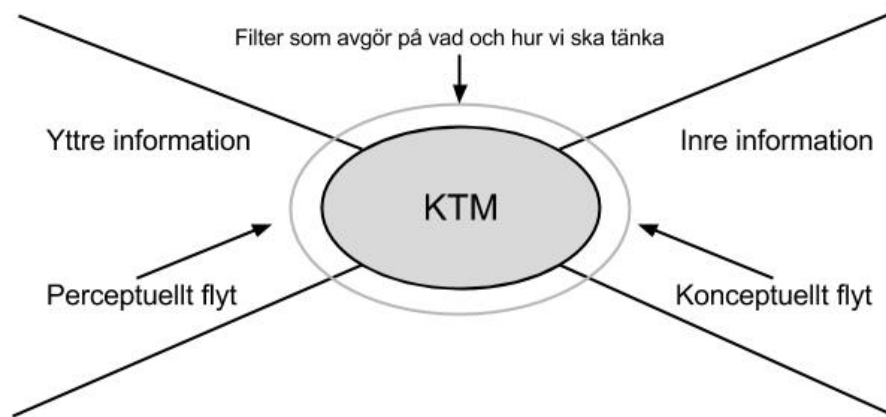 Filter som avgör på vad och hur vi ska tänka
Yttre information
Inre information
KTM
Perceptuellt flyt
Konceptuellt flyt